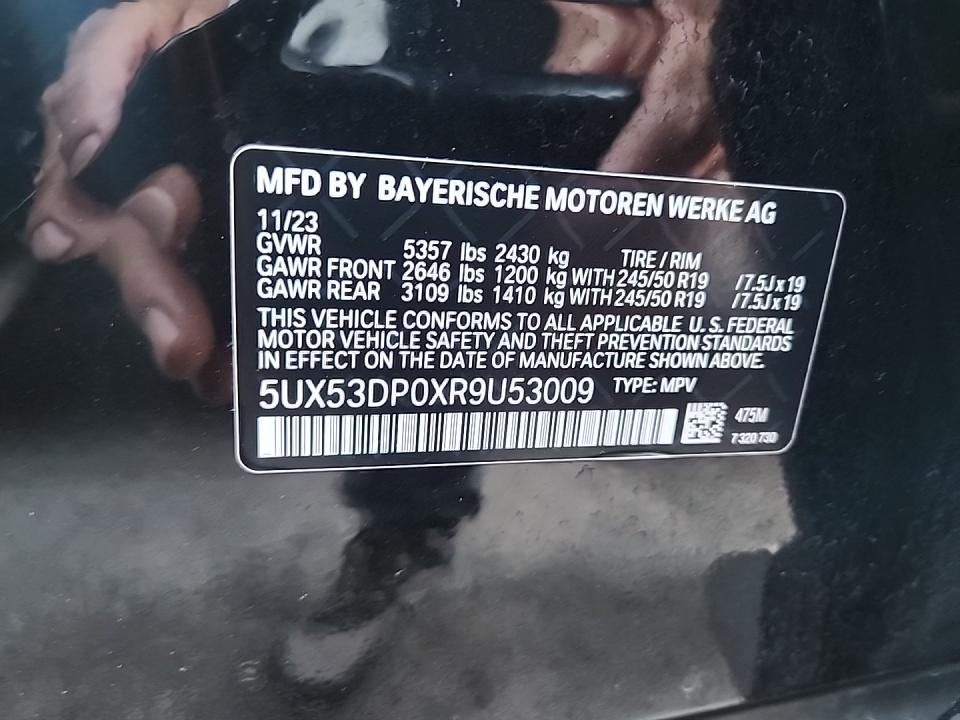 MFD BY BAYERISCHE MOTOREN WERKE AG
11/23
GVWR 5357 lbs 2430 kg TIRE / RIM
GAWR FRONT 2646 lbs 1200 kg WITH 245/50 R19 /7.5J x 19
GAWR REAR 3109 lbs 1410 kg WITH 245/50 R19 /7.5J x 19
THIS VEHICLE CONFORMS TO ALL APPLICABLE U.S. FEDERAL
MOTOR VEHICLE SAFETY AND THEFT PREVENTION STANDARDS
IN EFFECT ON THE DATE OF MANUFACTURE SHOWN ABOVE.
5UX53DP0XR9U53009 TYPE: MPV
475M
7 320 730